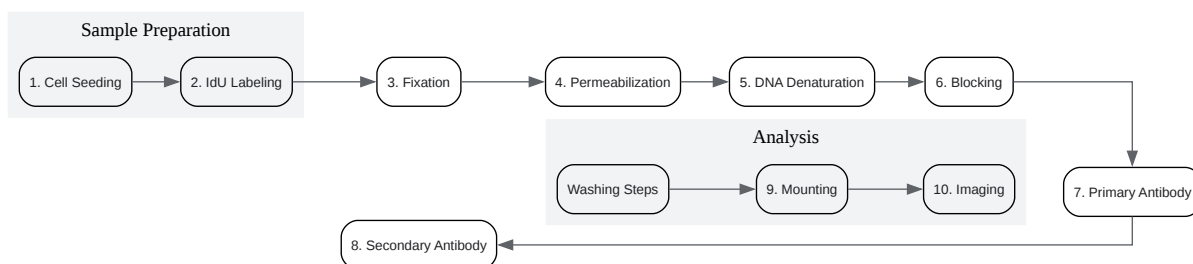 Sample Preparation
1. Cell Seeding
2. IdU Labeling
3. Fixation
4. Permeabilization
5. DNA Denaturation
6. Blocking
Analysis
Washing Steps
9. Mounting
10. Imaging
7. Primary Antibody
8. Secondary Antibody